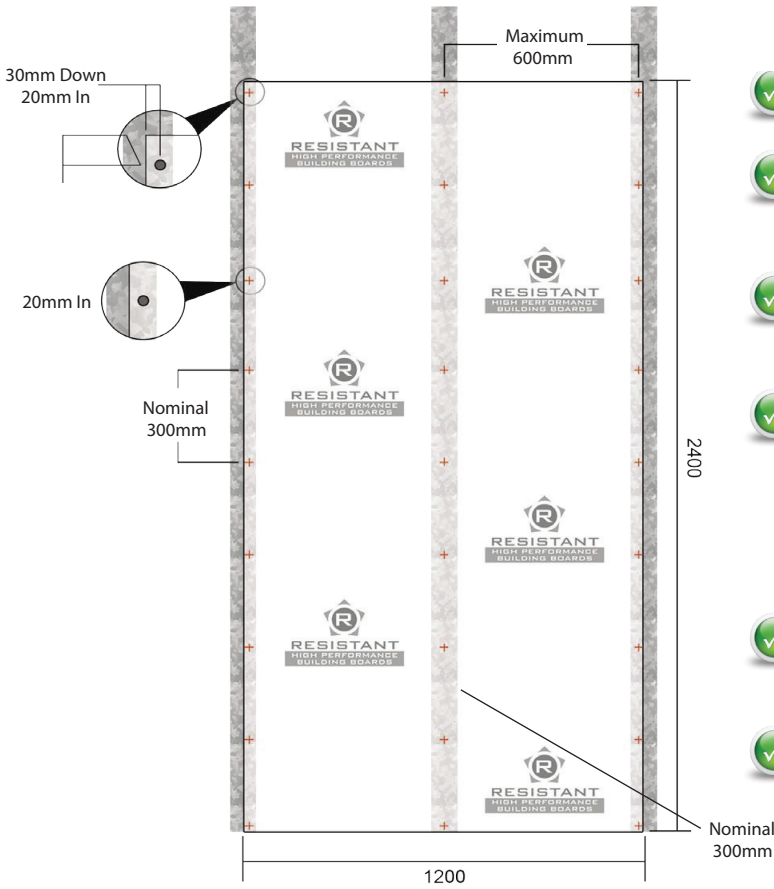 Maximum
600mm
30mm Down
20mm In
R
RESISTANT
HIGH PERFORMANCE
BUILDING BOARDS
R
RESISTANT
HIGH PERFORMANCE
BUILDING BOARDS
20mm In
R
RESISTANT
HIGH PERFORMANCE
BUILDING BOARDS
Nominal
300mm
2400
R
RESISTANT
HIGH PERFORMANCE
BUILDING BOARDS
R
RESISTANT
HIGH PERFORMANCE
BUILDING BOARDS
R
RESISTANT
HIGH PERFORMANCE
BUILDING BOARDS
Nominal
300mm
1200